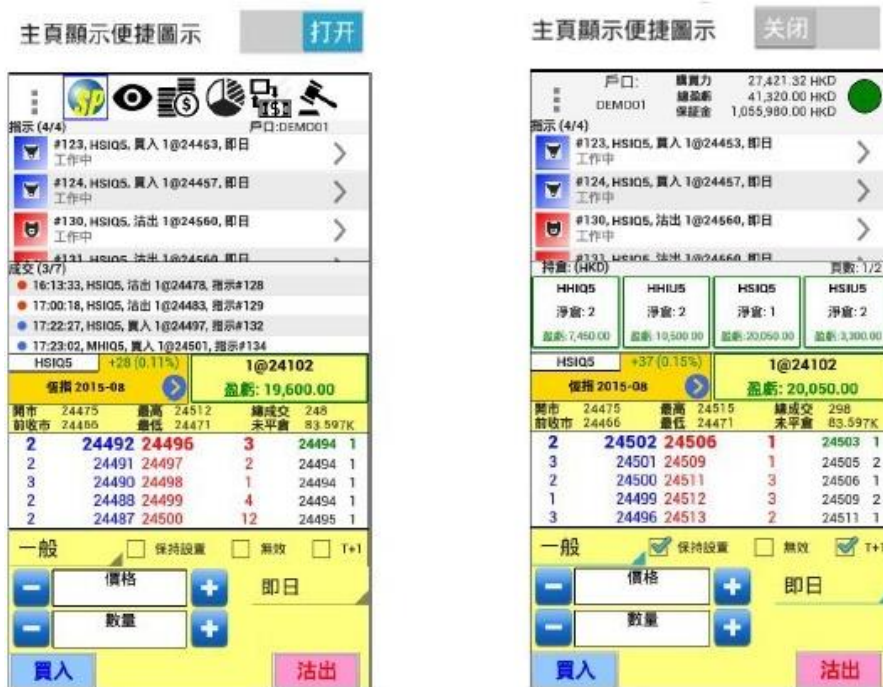 主頁顯示便捷圖示 打开
SP
指示 (4/4) 戶口:DEMO01
#123, HSIQ5, 買入 1@24453, 即日
工作中
#124, HSIQ5, 買入 1@24457, 即日
工作中
#130, HSIQ5, 沽出 1@24560, 即日
工作中
#131, HSIQ5, 沽出 1@24560, 即日
成交 (3/7)
16:13:33, HSIQ5, 沽出 1@24478, 指示#128
17:00:18, HSIQ5, 沽出 1@24483, 指示#129
17:22:27, HSIQ5, 買入 1@24497, 指示#132
17:23:02, MHIQ5, 買入 1@24501, 指示#134
HSIQ5 +28 (0.11%) 1@24102
恆指 2015-08 盈虧: 19,600.00
開市 24475 最高 24512 總成交 248
前收市 24466 最低 24471 未平倉 83.597K
2 24492 24496 3 24494 1
2 24491 24497 2 24494 1
3 24490 24498 1 24494 1
2 24488 24499 4 24494 1
2 24487 24500 12 24495 1
一般 保持設置 無效 T+1
價格 即日
數量
買入 沽出
主頁顯示便捷圖示 关闭
戶口: 購買力 27,421.32 HKD
DEMO01 總盈虧 41,320.00 HKD
保証金 1,055,980.00 HKD
指示 (4/4)
#123, HSIQ5, 買入 1@24453, 即日
工作中
#124, HSIQ5, 買入 1@24457, 即日
工作中
#130, HSIQ5, 沽出 1@24560, 即日
工作中
#131, HSIQ5, 沽出 1@24560, 即日
持倉: (HKD) 頁數: 1/2
HHIQ5 HHIU5 HSIQ5 HSIU5
淨倉: 2 淨倉: 2 淨倉: 1 淨倉: 2
盈虧: 7,450.00 盈虧: 10,500.00 盈虧: 20,050.00 盈虧: 3,300.00
HSIQ5 +37 (0.15%) 1@24102
恆指 2015-08 盈虧: 20,050.00
開市 24475 最高 24515 總成交 298
前收市 24466 最低 24471 未平倉 83.597K
2 24502 24506 1 24503 1
3 24501 24509 1 24505 2
2 24500 24511 3 24506 1
1 24499 24512 3 24509 2
3 24496 24513 2 24511 1
一般 保持設置 無效 T+1
價格 即日
數量
買入 沽出